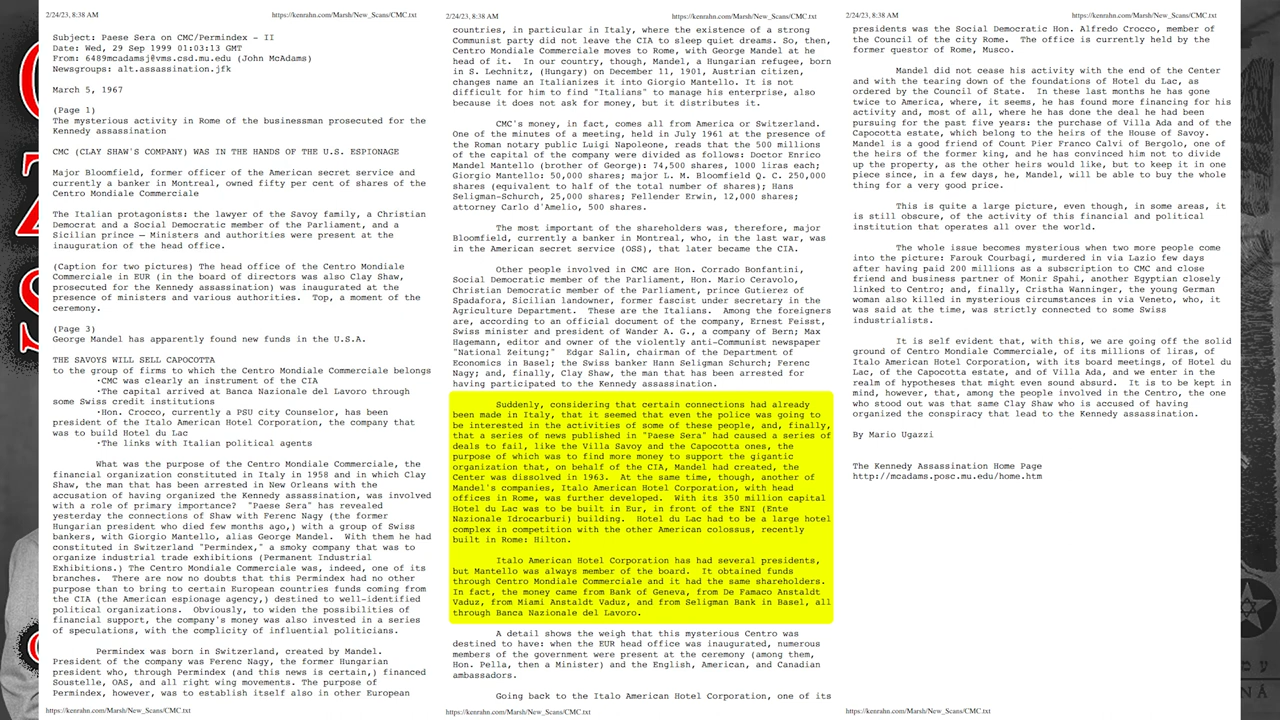 2/24/23, 8:38 AM
https://kenrahn.com/Marsh/New_Scans/CMC.txt
Subject: Paese Sera on CMC/Permindex - II
Date: Wed, 29 Sep 1999 01:03:13 GMT
From: 6489mcadamsj@vms.csd.mu.edu (John McAdams)
Newsgroups: alt.assassination.jfk
March 5, 1967
(Page 1)
The mysterious activity in Rome of the businessman prosecuted for the
Kennedy assassination
CMC (CLAY SHAW'S COMPANY) WAS IN THE HANDS OF THE U.S. ESPIONAGE
Major Bloomfield, former officer of the American secret service and
currently a banker in Montreal, owned fifty per cent of shares of the
Centro Mondiale Commerciale
The Italian protagonists: the lawyer of the Savoy family, a Christian
Democrat and a Social Democratic member of the Parliament, and a
Sicilian prince — Ministers and authorities were present at the
inauguration of the head office.
(Caption for two pictures) The head office of the Centro Mondiale
Commerciale in EUR (in the board of directors was also Clay Shaw,
prosecuted for the Kennedy assassination) was inaugurated at the
presence of ministers and various authorities.  Top, a moment of the
ceremony.
(Page 3)
George Mandel has apparently found new funds in the U.S.A.
THE SAVOYS WILL SELL CAPOCOTTA
to the group of firms to which the Centro Mondiale Commerciale belongs
·CMC was clearly an instrument of the CIA
·The capital arrived at Banca Nazionale del Lavoro through
some Swiss credit institutions
·Hon. Crocco, currently a PSU city Counselor, has been
president of the Italo American Hotel Corporation, the company that
was to build Hotel du Lac
·The links with Italian political agents
What was the purpose of the Centro Mondiale Commerciale, the
financial organization constituted in Italy in 1958 and in which Clay
Shaw, the man that has been arrested in New Orleans with the
accusation of having organized the Kennedy assassination, was involved
with a role of primary importance?  "Paese Sera" has revealed
yesterday the connections of Shaw with Ferenc Nagy (the former
Hungarian president who died few months ago,) with a group of Swiss
bankers, with Giorgio Mantello, alias George Mandel.  With them he had
constituted in Switzerland "Permindex," a smoky company that was to
organize industrial trade exhibitions (Permanent Industrial
Exhibitions.) The Centro Mondiale Commerciale was, indeed, one of its
branches.  There are now no doubts that this Permindex had no other
purpose than to bring to certain European countries funds coming from
the CIA (the American espionage agency,) destined to well-identified
political organizations.  Obviously, to widen the possibilities of
financial support, the company's money was also invested in a series
of speculations, with the complicity of influential politicians.
Permindex was born in Switzerland, created by Mandel.
President of the company was Ferenc Nagy, the former Hungarian
president who, through Permindex (and this news is certain,) financed
Soustelle, OAS, and all right wing movements. The purpose of
Permindex, however, was to establish itself also in other European
https://kenrahn.com/Marsh/New_Scans/CMC.txt
2/24/23, 8:38 AM
https://kenrahn.com/Marsh/New_Scans/CMC.txt
countries, in particular in Italy, where the existence of a strong
Communist party did not leave the CIA to sleep quiet dreams. So, then,
Centro Mondiale Commerciale moves to Rome, with George Mandel at the
head of it.  In our country, though, Mandel, a Hungarian refugee, born
in S. Lechnitz, (Hungary) on December 11, 1901, Austrian citizen,
changes name an Italianizes it into Giorgio Mantello.  It is not
difficult for him to find "Italians" to manage his enterprise, also
because it does not ask for money, but it distributes it.
CMC's money, in fact, comes all from America or Switzerland.
One of the minutes of a meeting, held in July 1961 at the presence of
the Roman notary public Luigi Napoleone, reads that the 500 millions
of the capital of the company were divided as follows: Doctor Enrico
Mandel Mantello (brother of George): 74,500 shares, 1000 liras each;
Giorgio Mantello: 50,000 shares; major L. M. Bloomfield Q. C. 250,000
shares (equivalent to half of the total number of shares); Hans
Seligman-Schurch, 25,000 shares; Fellender Erwin, 12,000 shares;
attorney Carlo d'Amelio, 500 shares.
The most important of the shareholders was, therefore, major
Bloomfield, currently a banker in Montreal, who, in the last war, was
in the American secret service (OSS), that later became the CIA.
Other people involved in CMC are Hon. Corrado Bonfantini,
Social Democratic member of the Parliament, Hon. Mario Ceravolo,
Christian Democratic member of the Parliament, prince Gutierez of
Spadafora, Sicilian landowner, former fascist under secretary in the
Agriculture Department.  These are the Italians.  Among the foreigners
are, according to an official document of the company, Ernest Feisst,
Swiss minister and president of Wander A. G., a company of Bern; Max
Hagemann, editor and owner of the violently anti-Communist newspaper
"National Zeitung;"  Edgar Salin, chairman of the Department of
Economics in Basel; the Swiss banker Hans Seligman Schurch; Ferenc
Nagy; and, finally, Clay Shaw, the man that has been arrested for
having participated to the Kennedy assassination.
Suddenly, considering that certain connections had already
been made in Italy, that it seemed that even the police was going to
be interested in the activities of some of these people, and, finally,
that a series of news published in "Paese Sera" had caused a series of
deals to fail, like the Villa Savoy and the Capocotta ones, the
purpose of which was to find more money to support the gigantic
organization that, on behalf of the CIA, Mandel had created, the
Center was dissolved in 1963.  At the same time, though, another of
Mandel's companies, Italo American Hotel Corporation, with head
offices in Rome, was further developed.  With its 350 million capital
Hotel du Lac was to be built in Eur, in front of the ENI (Ente
Nazionale Idrocarburi) building.  Hotel du Lac had to be a large hotel
complex in competition with the other American colossus, recently
built in Rome: Hilton.
Italo American Hotel Corporation has had several presidents,
but Mantello was always member of the board.  It obtained funds
through Centro Mondiale Commerciale and it had the same shareholders.
In fact, the money came from Bank of Geneva, from De Famaco Anstaldt
Vaduz, from Miami Anstaldt Vaduz, and from Seligman Bank in Basel, all
through Banca Nazionale del Lavoro.
A detail shows the weigh that this mysterious Centro was
destined to have: when the EUR head office was inaugurated, numerous
members of the government were present at the ceremony (among them,
Hon. Pella, then a Minister) and the English, American, and Canadian
ambassadors.
Going back to the Italo American Hotel Corporation, one of its
https://kenrahn.com/Marsh/New_Scans/CMC.txt
2/24/23, 8:38 AM
https://kenrahn.com/Marsh/New_Scans/CMC.txt
presidents was the Social Democratic Hon. Alfredo Crocco, member of
the Council of the city Rome.  The office is currently held by the
former questor of Rome, Musco.
Mandel did not cease his activity with the end of the Center
and with the tearing down of the foundations of Hotel du Lac, as
ordered by the Council of State.  In these last months he has gone
twice to America, where, it seems, he has found more financing for his
activity and, most of all, where he has done the deal he had been
pursuing for the past five years: the purchase of Villa Ada and of the
Capocotta estate, which belong to the heirs of the House of Savoy.
Mandel is a good friend of Count Pier Franco Calvi of Bergolo, one of
the heirs of the former king, and he has convinced him not to divide
up the property, as the other heirs would like, but to keep it in one
piece since, in a few days, he, Mandel, will be able to buy the whole
thing for a very good price.
This is quite a large picture, even though, in some areas, it
is still obscure, of the activity of this financial and political
institution that operates all over the world.
The whole issue becomes mysterious when two more people come
into the picture: Farouk Courbagi, murdered in via Lazio few days
after having paid 200 millions as a subscription to CMC and close
friend and business partner of Monir Spahi, another Egyptian closely
linked to Centro; and, finally, Cristha Wanninger, the young German
woman also killed in mysterious circumstances in via Veneto, who, it
was said at the time, was strictly connected to some Swiss
industrialists.
It is self evident that, with this, we are going off the solid
ground of Centro Mondiale Commerciale, of its millions of liras, of
Italo American Hotel Corporation, with its board meetings, of Hotel du
Lac, of the Capocotta estate, and of Villa Ada, and we enter in the
realm of hypotheses that might even sound absurd.  It is to be kept in
mind, however, that, among the people involved in the Centro, the one
who stood out was that same Clay Shaw who is accused of having
organized the conspiracy that lead to the Kennedy assassination.
By Mario Ugazzi
The Kennedy Assassination Home Page
http://mcadams.posc.mu.edu/home.htm
https://kenrahn.com/Marsh/New_Scans/CMC.txt